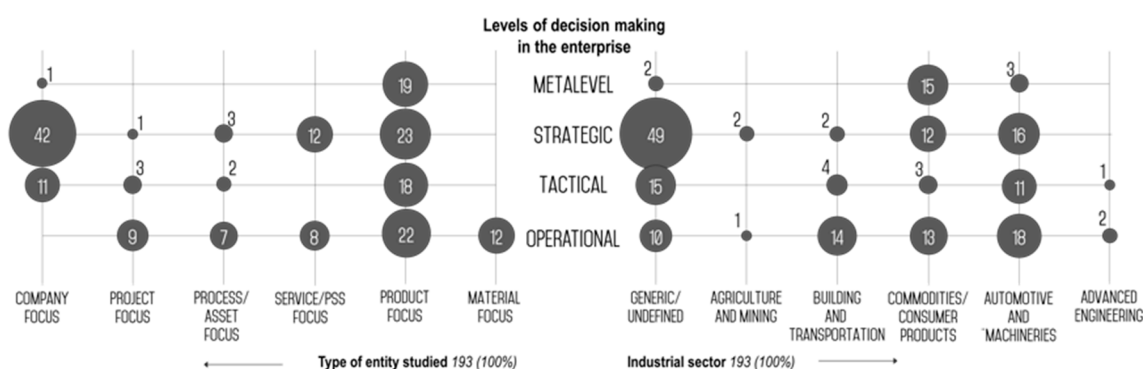 Levels of decision making
in the enterprise
1 19 METALEVEL 2 15 3
42 1 3 12 23 STRATEGIC 49 2 2 12 16
11 3 2 18 TACTICAL 15 4 3 11 1
9 7 8 22 12 OPERATIONAL 10 1 14 13 18 2
COMPANY
FOCUS
PROJECT
FOCUS
PROCESS/
ASSET
FOCUS
SERVICE/PSS
FOCUS
PRODUCT
FOCUS
MATERIAL
FOCUS
GENERIC/
UNDEFINED
AGRICULTURE
AND MINING
BUILDING
AND
TRANSPORTATION
COMMODITIES/
CONSUMER
PRODUCTS
AUTOMOTIVE
AND
"MACHINERIES
ADVANCED
ENGINEERING
Type of entity studied 193 (100%)
Industrial sector 193 (100%)